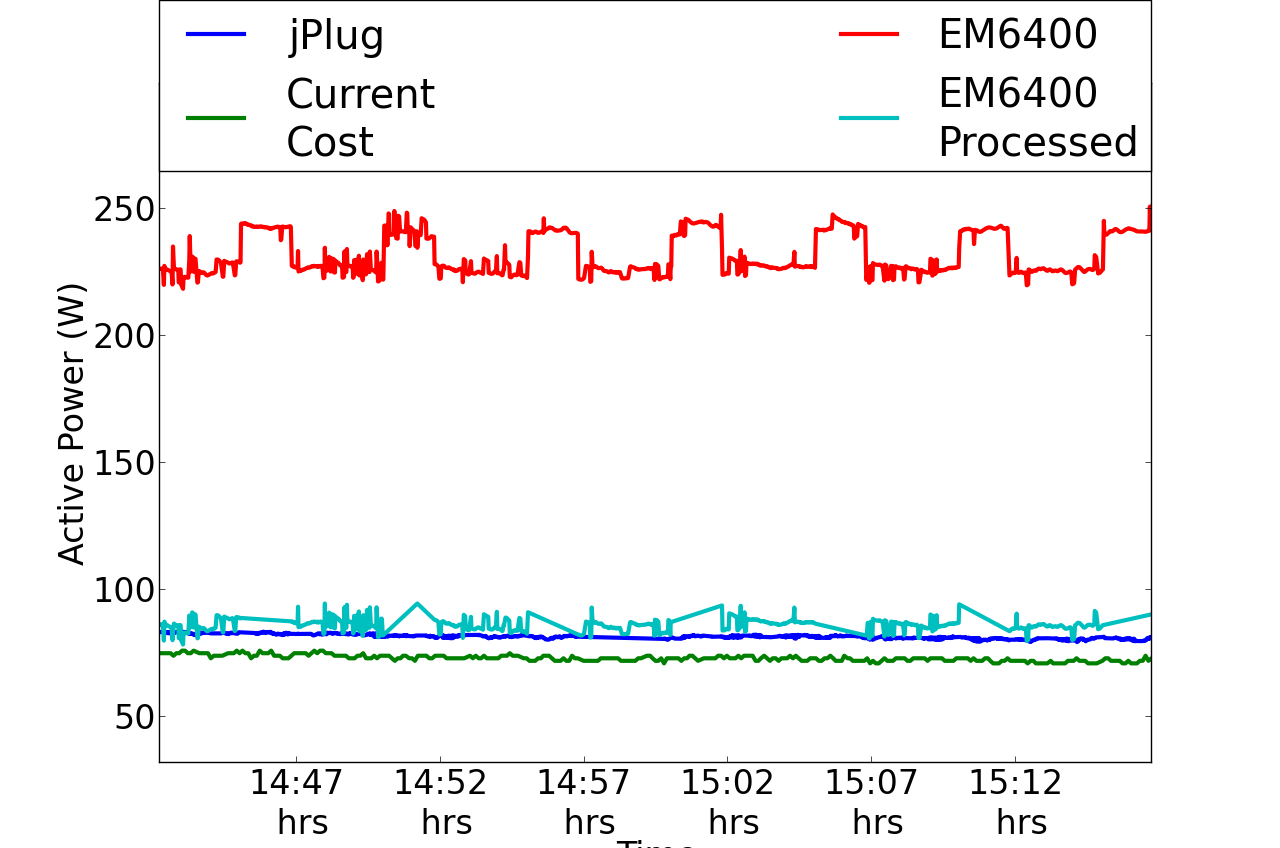 jPlug
EM6400
Current
Cost
EM6400
Processed
250
200
150
100
50
Active Power (W)
14:47
hrs
14:52
hrs
14:57
hrs
15:02
hrs
15:07
hrs
15:12
hrs
Time